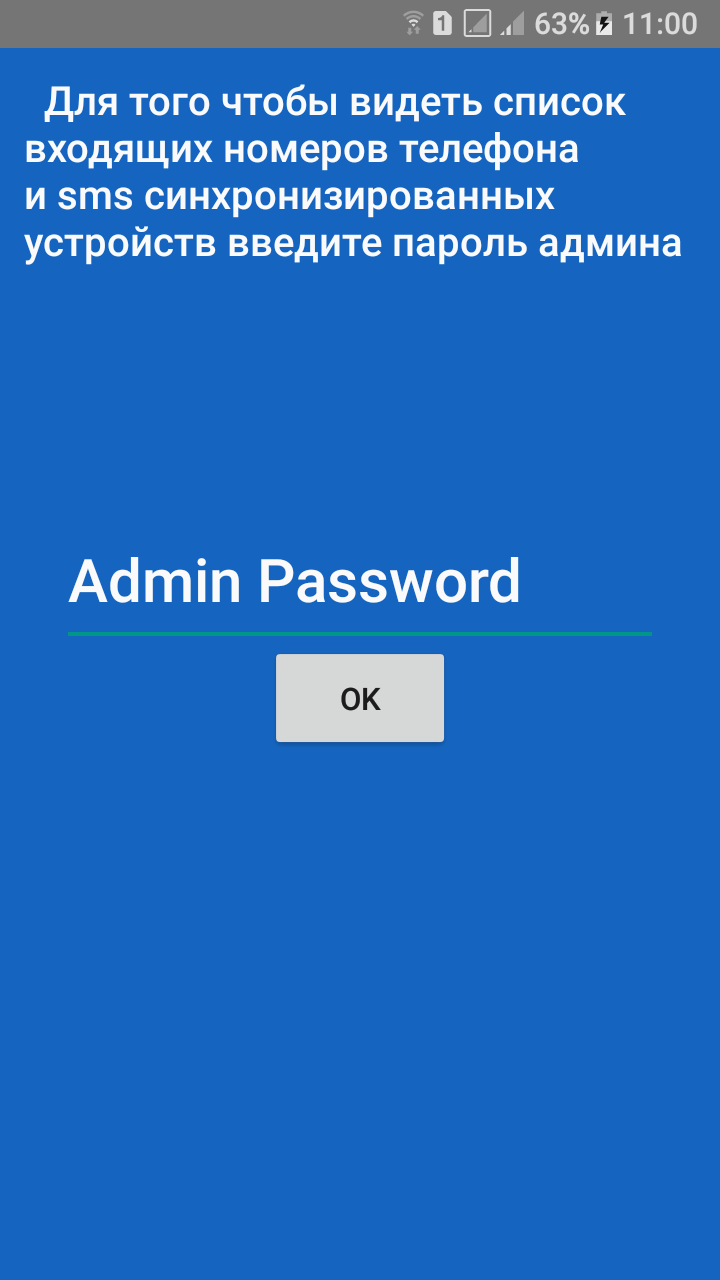 1 63% 11:00
Для того чтобы видеть список
входящих номеров телефона
и sms синхронизированных
устройств введите пароль админа
Admin Password
OK